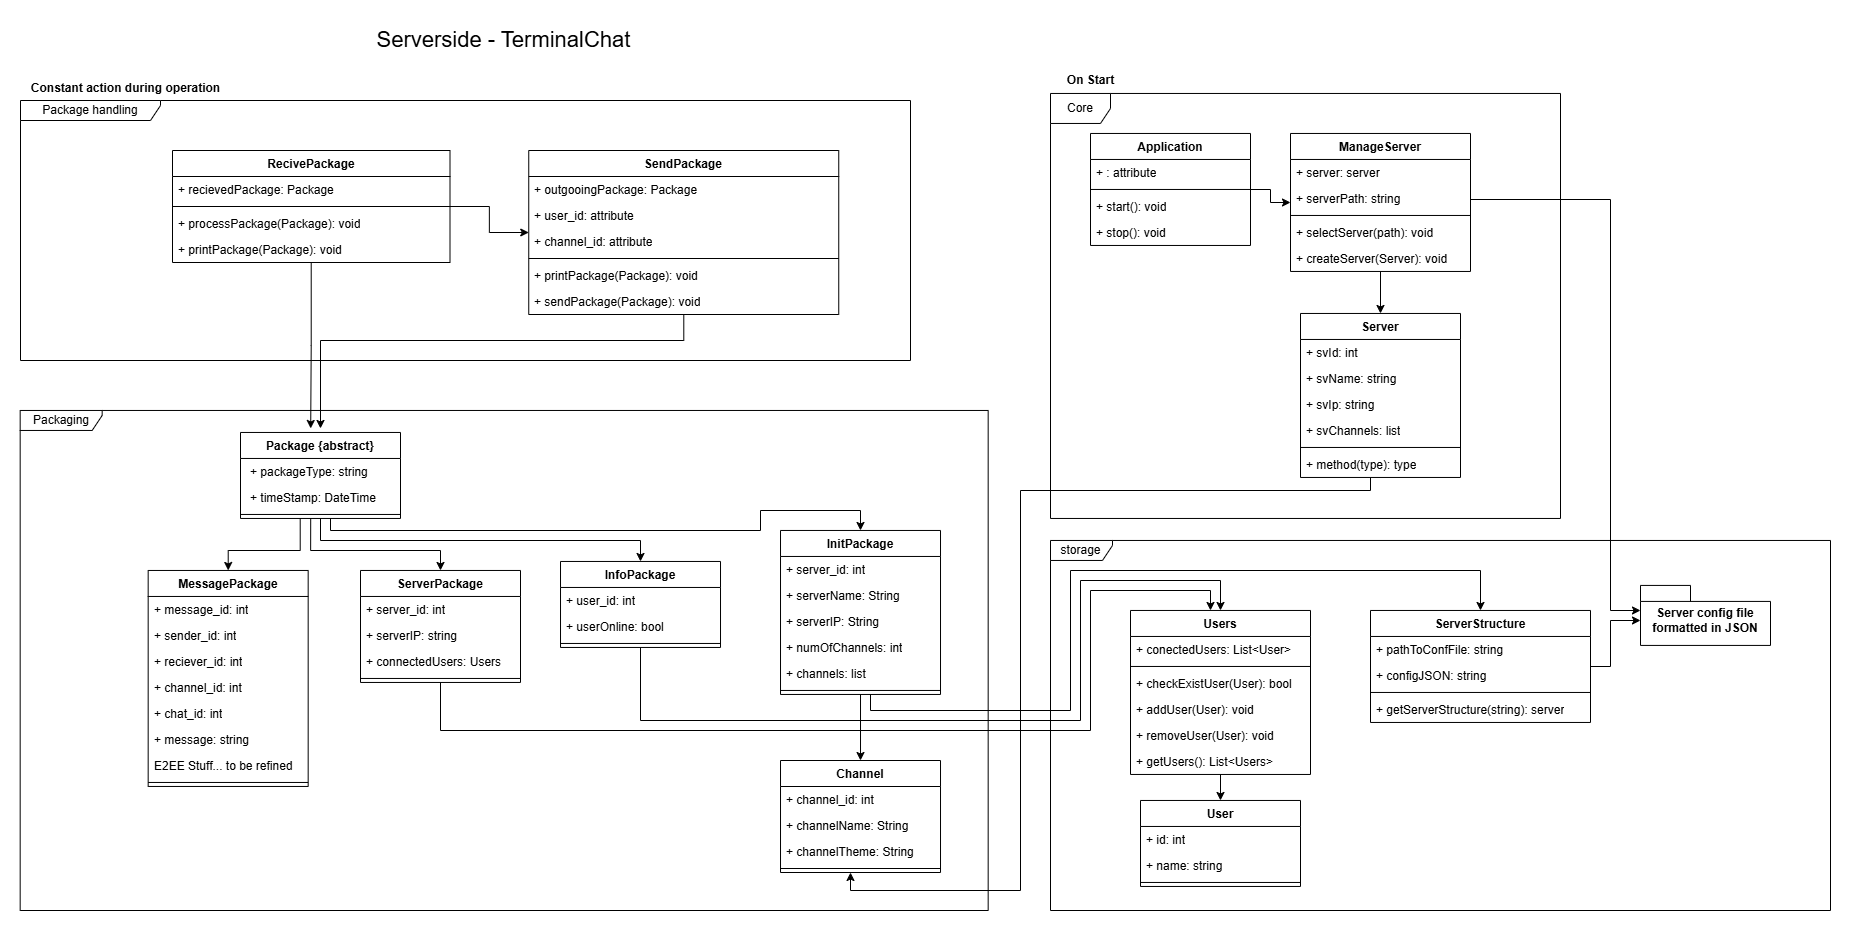 Serverside - TerminalChat
Constant action during operation
Package handling
RecivePackage
+ recievedPackage: Package
+ processPackage(Package): void
+ printPackage(Package): void
SendPackage
+ outgooingPackage: Package
+ user_id: attribute
+ channel_id: attribute
+ printPackage(Package): void
+ sendPackage(Package): void
Packaging
Package {abstract}
+ packageType: string
+ timeStamp: DateTime
MessagePackage
+ message_id: int
+ sender_id: int
+ reciever_id: int
+ channel_id: int
+ chat_id: int
+ message: string
E2EE Stuff... to be refined
ServerPackage
+ server_id: int
+ serverIP: string
+ connectedUsers: Users
InfoPackage
+ user_id: int
+ userOnline: bool
InitPackage
+ server_id: int
+ serverName: String
+ serverIP: String
+ numOfChannels: int
+ channels: list
Channel
+ channel_id: int
+ channelName: String
+ channelTheme: String
On Start
Core
Application
+ : attribute
+ start(): void
+ stop(): void
ManageServer
+ server: server
+ serverPath: string
+ selectServer(path): void
+ createServer(Server): void
Server
+ svId: int
+ svName: string
+ svIp: string
+ svChannels: list
+ method(type): type
storage
Users
+ conectedUsers: List<User>
+ checkExistUser(User): bool
+ addUser(User): void
+ removeUser(User): void
+ getUsers(): List<Users>
User
+ id: int
+ name: string
ServerStructure
+ pathToConfFile: string
+ configJSON: string
+ getServerStructure(string): server
Server config file
formatted in JSON